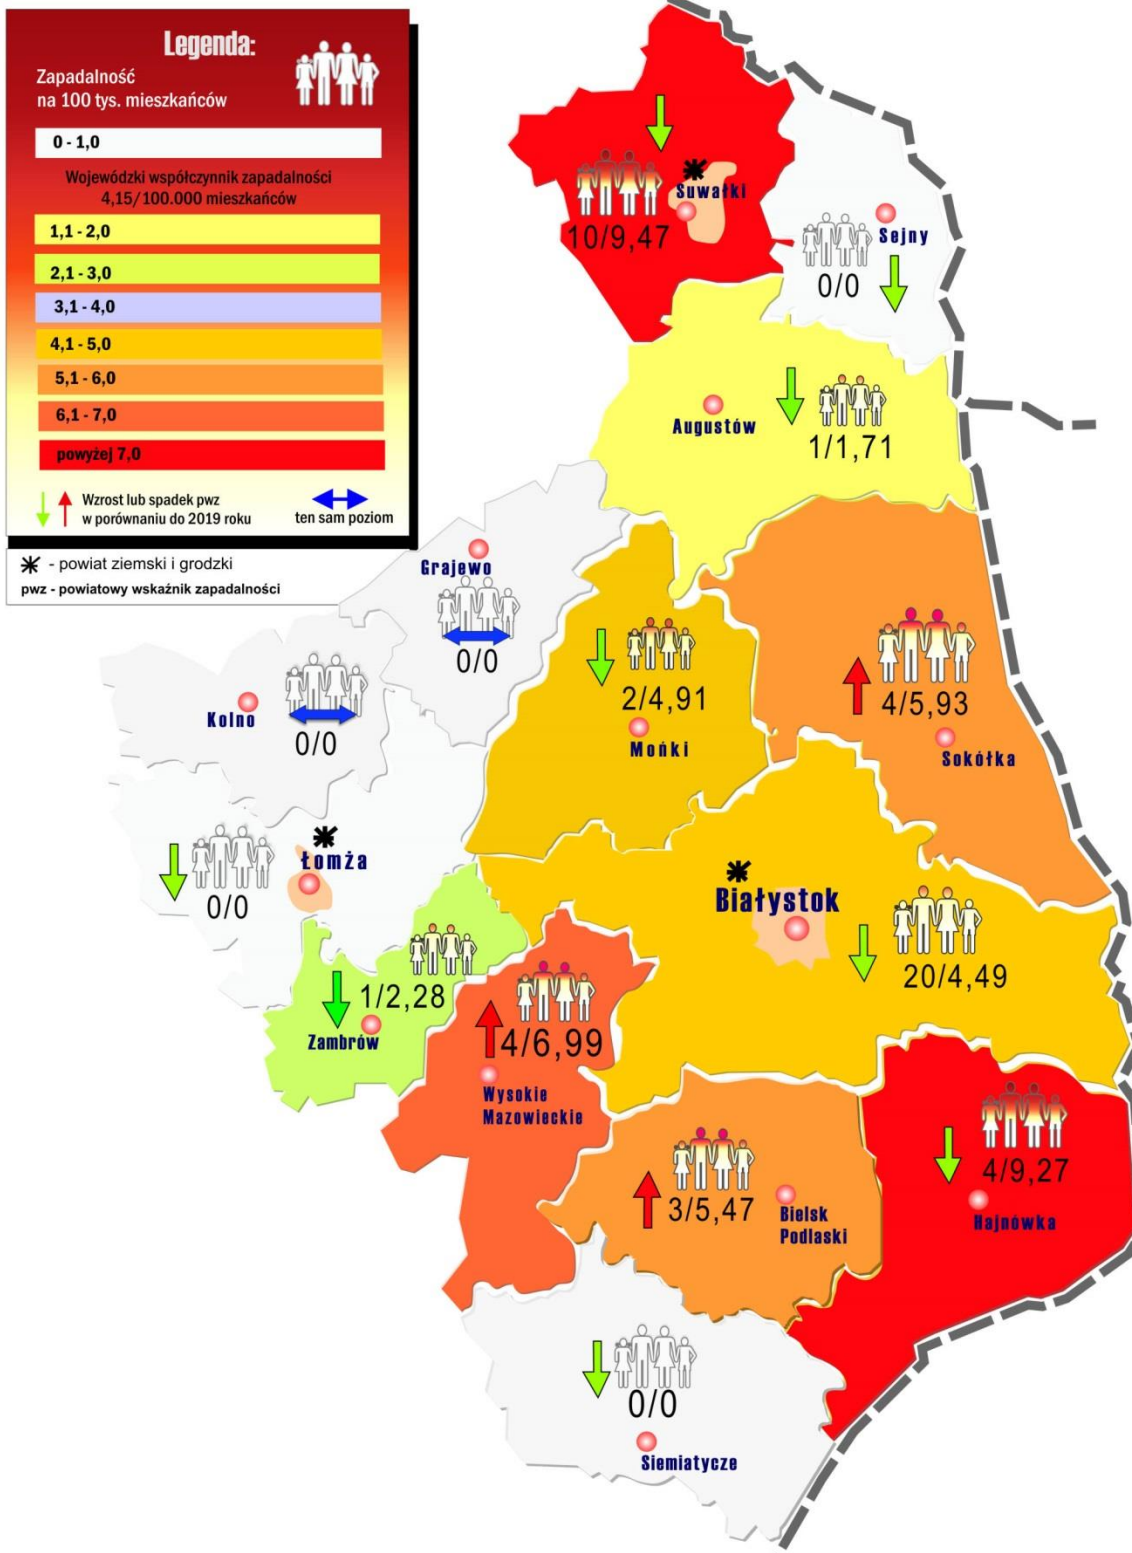 Legenda:
Zapadalność
na 100 tys. mieszkańców
0 - 1,0
Wojewódzki współczynnik zapadalności
4,15/100.000 mieszkańców
1,1 - 2,0
2,1 - 3,0
3,1 - 4,0
4,1 - 5,0
5,1 - 6,0
6,1 - 7,0
powyżej 7,0
Wzrost lub spadek pwz
w porównaniu do 2019 roku
ten sam poziom
- powiat ziemski i grodzki
pwz - powiatowy wskaźnik zapadalności
Suwałki
10/9,47
Sejny
0/0
Augustów
1/1,71
Grajewo
0/0
2/4,91
Mońki
4/5,93
Sokółka
Kolno
0/0
Łomża
0/0
Białystok
20/4,49
1/2,28
Zambrów
4/6,99
Wysokie
Mazowieckie
3/5,47
Bielsk
Podlaski
4/9,27
Hajnówka
0/0
Siemiatycze